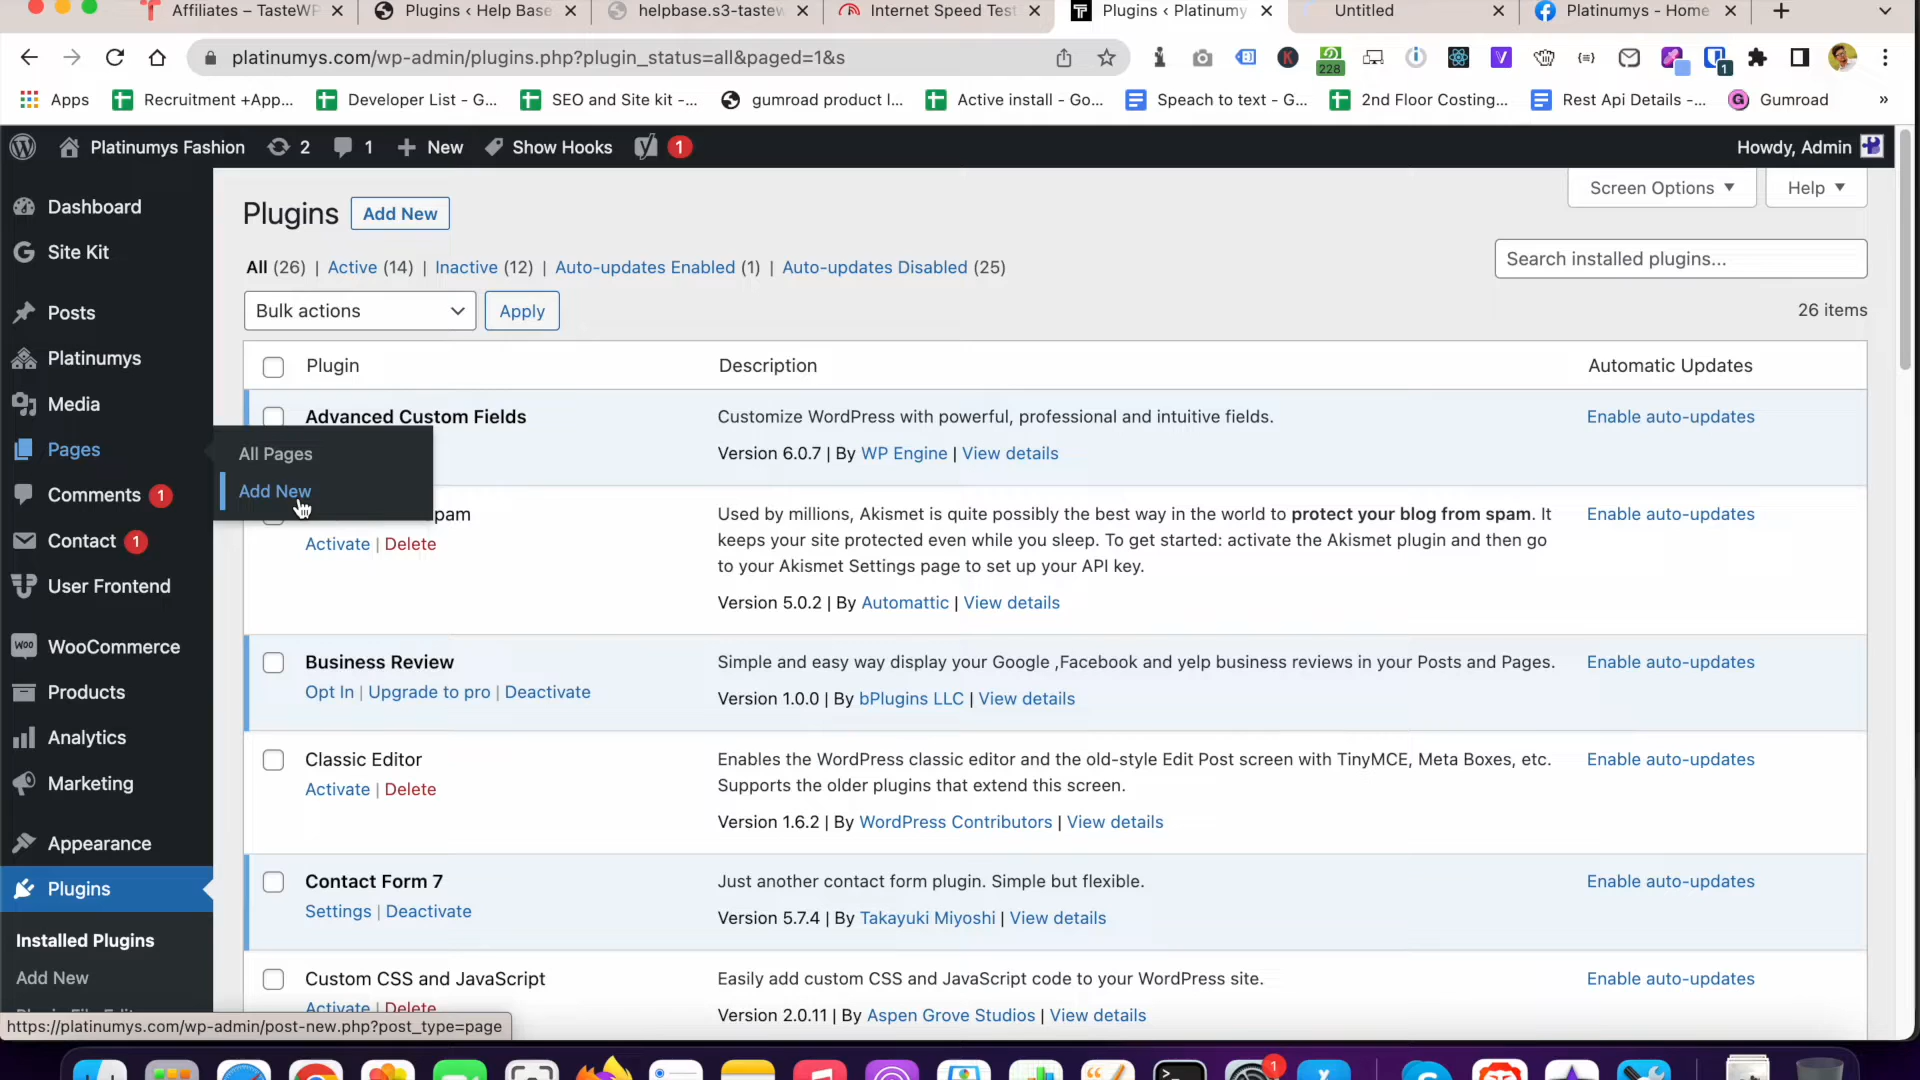 Affiliates – TasteWP
Plugins ‹ Help Base
helpbase.s3-tastew
Internet Speed Test
Plugins ‹ Platinumy
Untitled
Platinumys - Home
platinumys.com/wp-admin/plugins.php?plugin_status=all&paged=1&s
228
1
Apps
Recruitment +App...
Developer List - G...
SEO and Site kit -...
gumroad product l...
Active install - Go...
Speach to text - G...
2nd Floor Costing...
Rest Api Details -...
Gumroad
»
Platinumys Fashion
2
1
New
Show Hooks
1
Howdy, Admin
Dashboard
Site Kit
Posts
Platinumys
Media
Pages
Comments 1
Contact 1
User Frontend
WooCommerce
Products
Analytics
Marketing
Appearance
Plugins
Installed Plugins
Add New
All Pages
Add New
Screen Options
Help
Plugins
Add New
All (26) | Active (14) | Inactive (12) | Auto-updates Enabled (1) | Auto-updates Disabled (25)
Search installed plugins...
Bulk actions
Apply
26 items
Plugin
Description
Automatic Updates
Advanced Custom Fields
Customize WordPress with powerful, professional and intuitive fields.
Enable auto-updates
Version 6.0.7 | By WP Engine | View details
pam
Used by millions, Akismet is quite possibly the best way in the world to protect your blog from spam. It
Enable auto-updates
Activate | Delete
keeps your site protected even while you sleep. To get started: activate the Akismet plugin and then go
to your Akismet Settings page to set up your API key.
Version 5.0.2 | By Automattic | View details
Business Review
Simple and easy way display your Google ,Facebook and yelp business reviews in your Posts and Pages.
Enable auto-updates
Opt In | Upgrade to pro | Deactivate
Version 1.0.0 | By bPlugins LLC | View details
Classic Editor
Enables the WordPress classic editor and the old-style Edit Post screen with TinyMCE, Meta Boxes, etc.
Enable auto-updates
Activate | Delete
Supports the older plugins that extend this screen.
Version 1.6.2 | By WordPress Contributors | View details
Contact Form 7
Just another contact form plugin. Simple but flexible.
Enable auto-updates
Settings | Deactivate
Version 5.7.4 | By Takayuki Miyoshi | View details
Custom CSS and JavaScript
Easily add custom CSS and JavaScript code to your WordPress site.
Enable auto-updates
Activate | Delete
Version 2.0.11 | By Aspen Grove Studios | View details
https://platinumys.com/wp-admin/post-new.php?post_type=page
1